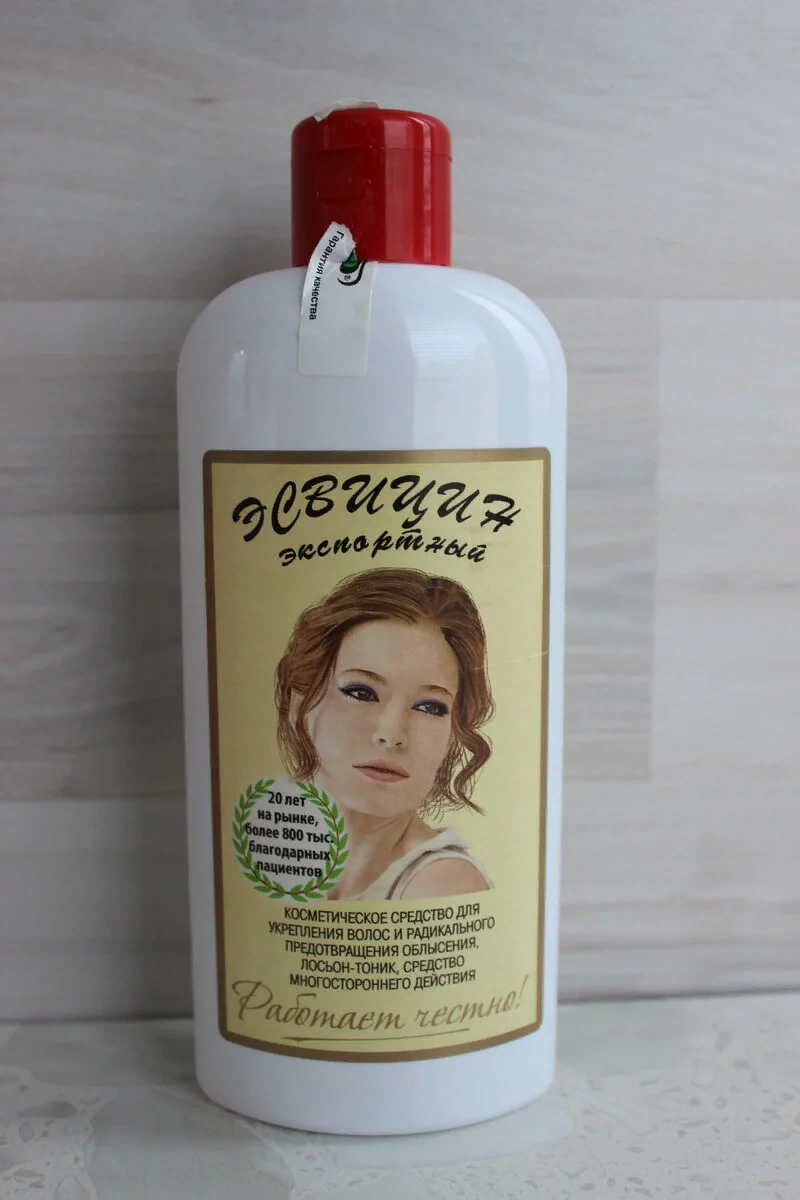 Гарантия качества
ЭСВИЦИН
экспортный
20 лет
на рынке,
более 800 тыс.
благодарных
пациентов
КОСМЕТИЧЕСКОЕ СРЕДСТВО ДЛЯ
УКРЕПЛЕНИЯ ВОЛОС И РАДИКАЛЬНОГО
ПРЕДОТВРАЩЕНИЯ ОБЛЫСЕНИЯ,
ЛОСЬОН-ТОНИК, СРЕДСТВО
МНОГОСТОРОННЕГО ДЕЙСТВИЯ
Работает честно!